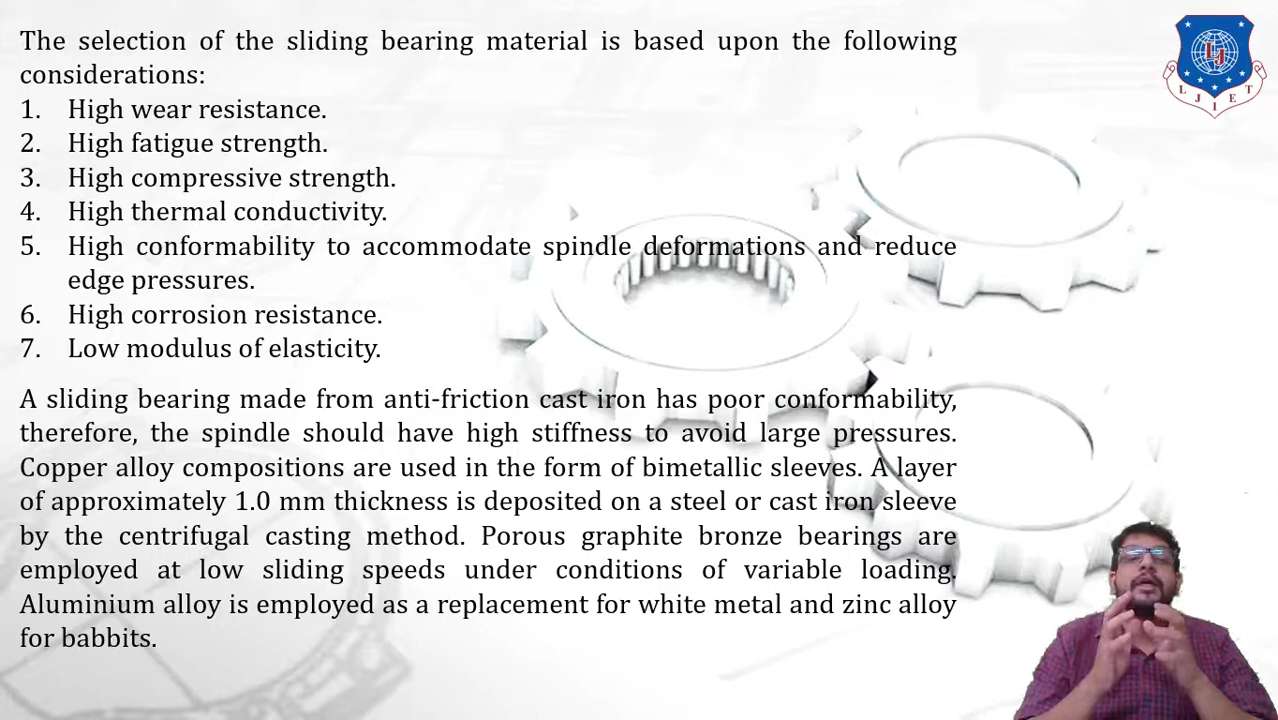 The selection of the sliding bearing material is based upon the following
considerations:
1. High wear resistance.
2. High fatigue strength.
3. High compressive strength.
4. High thermal conductivity.
5. High conformability to accommodate spindle deformations and reduce
edge pressures.
6. High corrosion resistance.
7. Low modulus of elasticity.
A sliding bearing made from anti-friction cast iron has poor conformability,
therefore, the spindle should have high stiffness to avoid large pressures.
Copper alloy compositions are used in the form of bimetallic sleeves. A layer
of approximately 1.0 mm thickness is deposited on a steel or cast iron sleeve
by the centrifugal casting method. Porous graphite bronze bearings are
employed at low sliding speeds under conditions of variable loading.
Aluminium alloy is employed as a replacement for white metal and zinc alloy
for babbits.
LJ
L J I E T